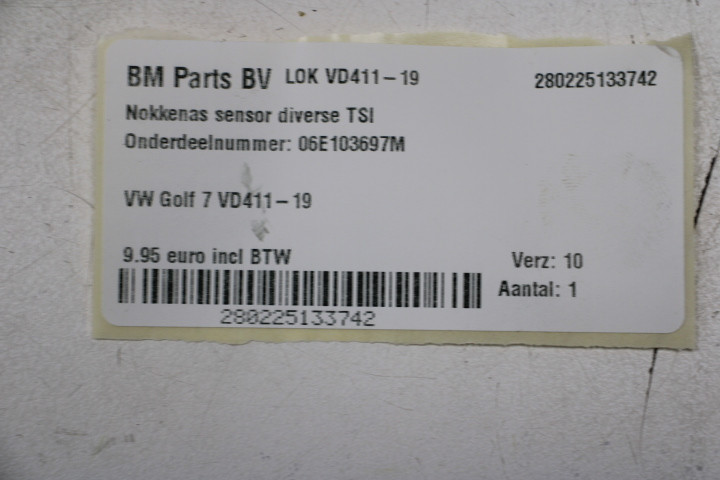 BM Parts BV LOK VD411-19 280225133742
Nokkenas sensor diverse TSI
Onderdeelnummer: 06E103697M
VW Golf 7 VD411-19
9.95 euro incl BTW Verz: 10
Aantal: 1
280225133742